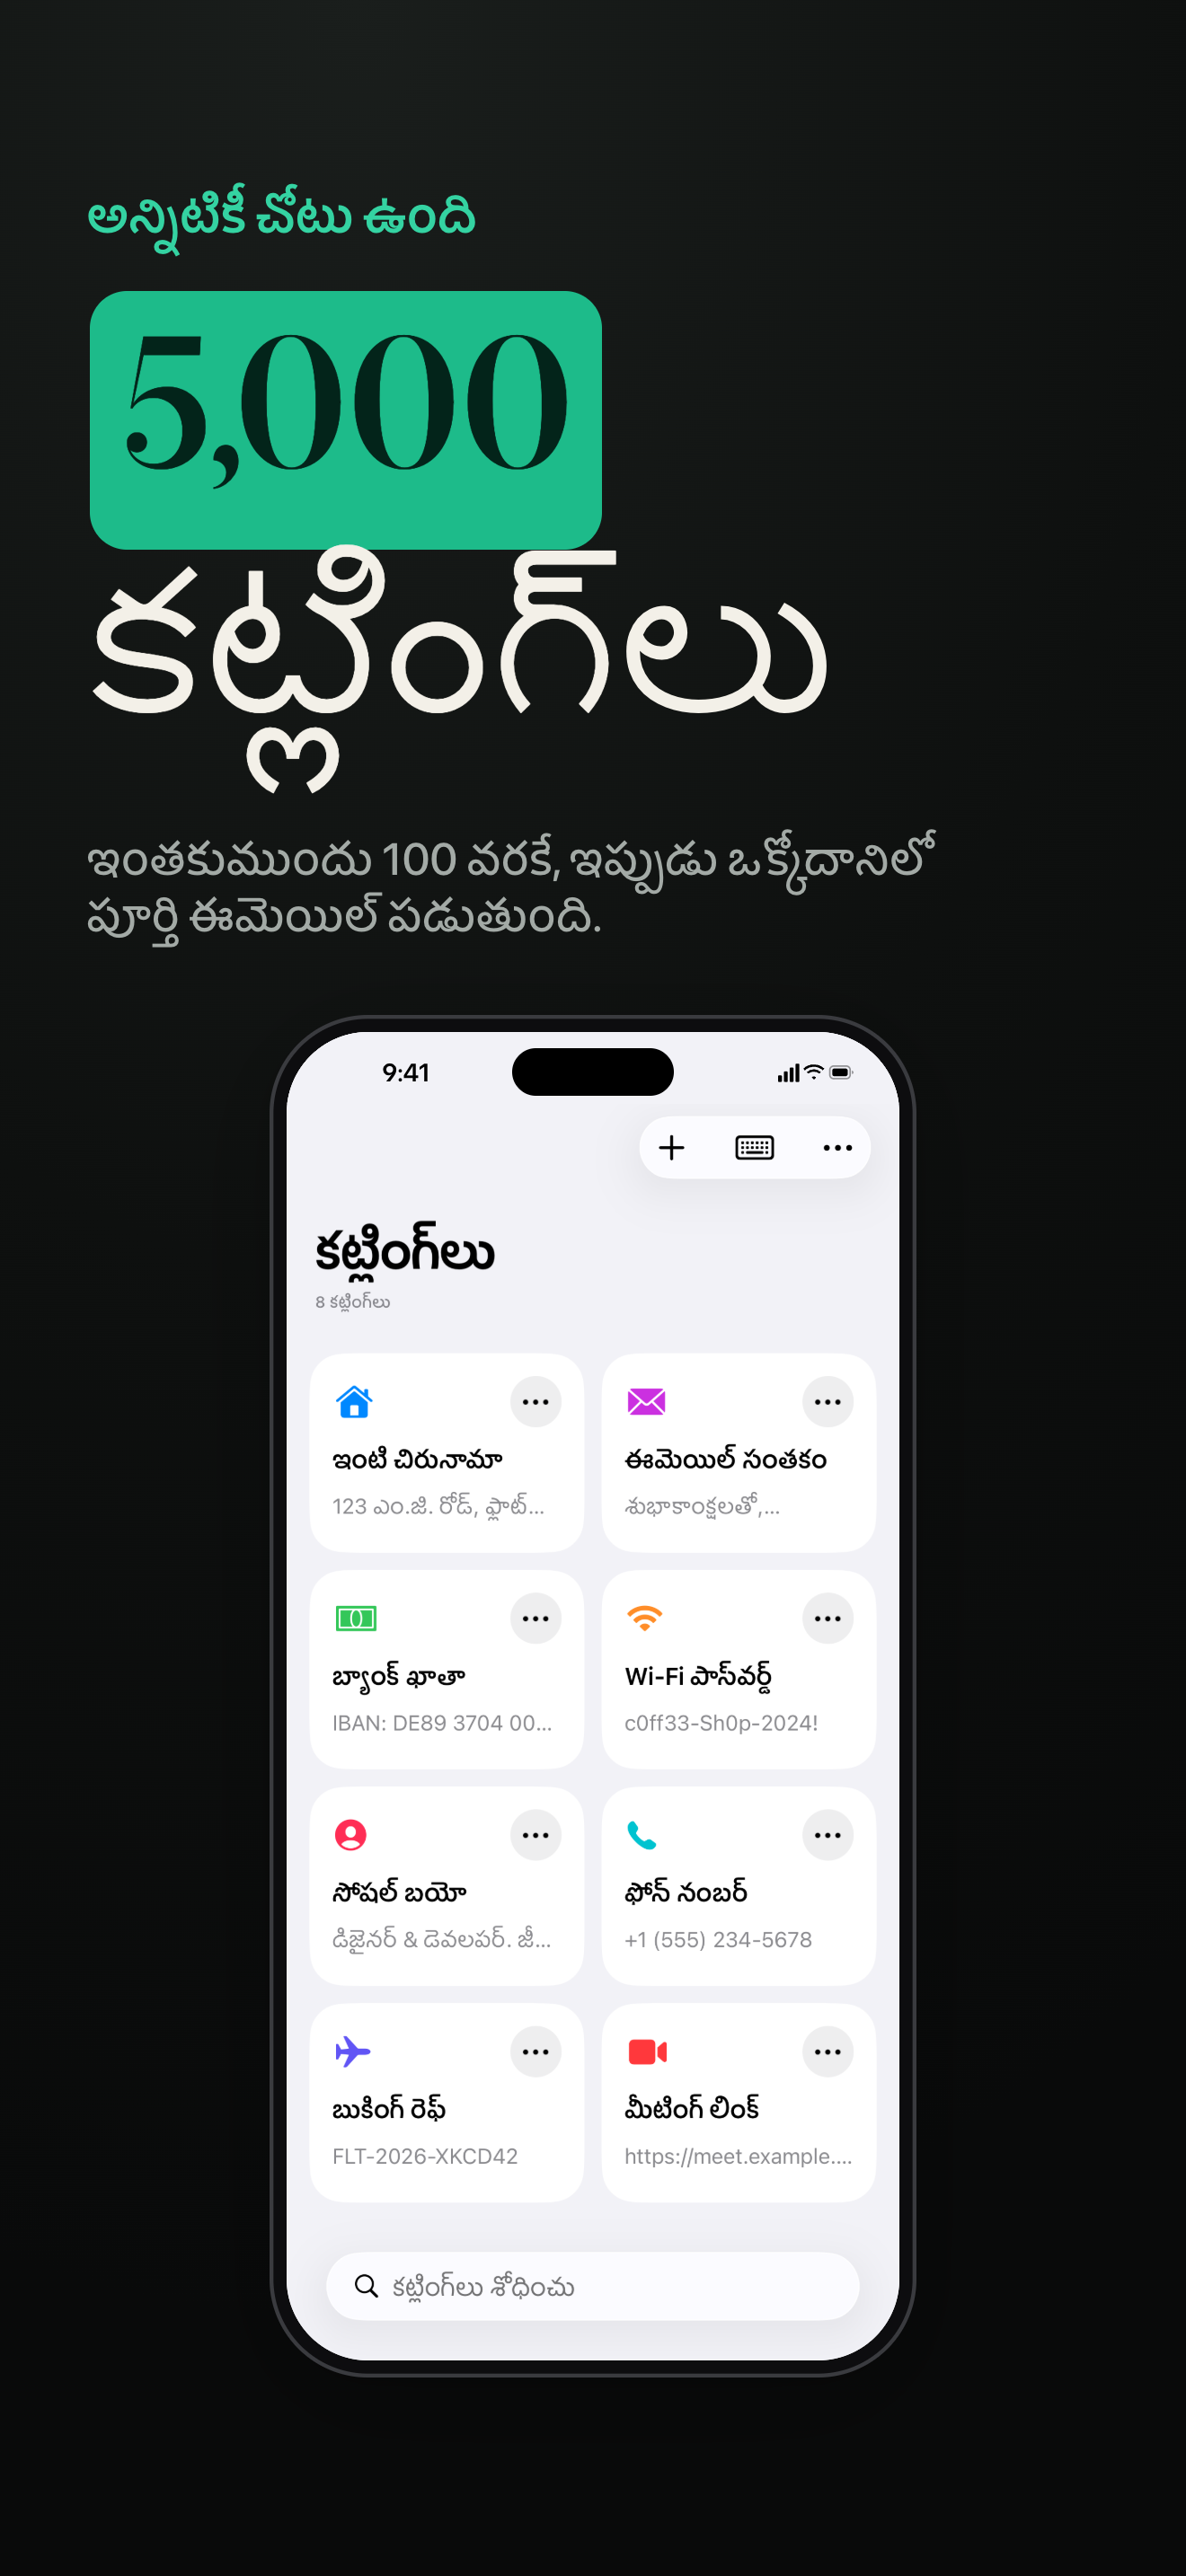 అన్నిటికీ చోటు ఉంది
5,000
కట్లింగ్‌లు
ఇంతకుముందు 100 వరకే, ఇప్పుడు ఒక్కోదానిలో
పూర్తి ఈమెయిల్ పడుతుంది.
9:41
కట్లింగ్‌లు
8 కట్లింగ్‌లు
ఇంటి చిరునామా
123 ఎం.జి. రోడ్, ఫ్లాట్...
ఈమెయిల్ సంతకం
శుభాకాంక్షలతో,...
బ్యాంక్ ఖాతా
IBAN: DE89 3704 00...
Wi-Fi పాస్‌వర్డ్
c0ff33-Sh0p-2024!
సోషల్ బయో
డిజైనర్ & డెవలపర్. జీ...
ఫోన్ నంబర్
+1 (555) 234-5678
బుకింగ్ రెఫ్
FLT-2026-XKCD42
మీటింగ్ లింక్
https://meet.example....
కట్లింగ్‌లు శోధించు